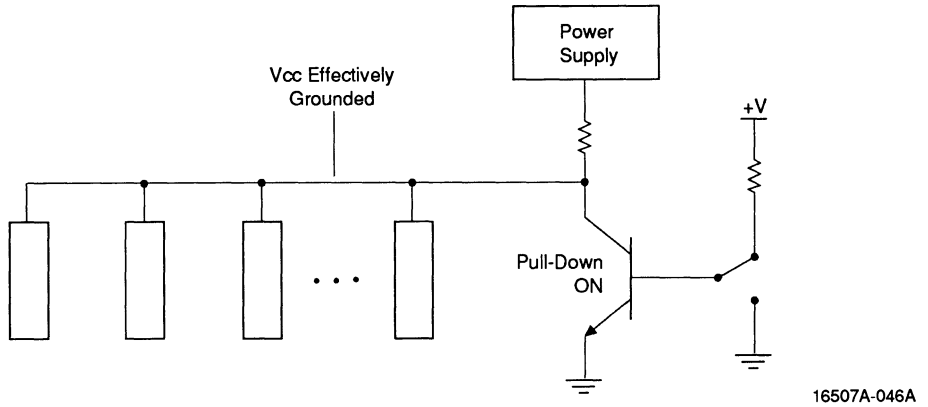 Power
Supply
Vcc Effectively
Grounded
+V
Pull-Down
ON
16507A-046A